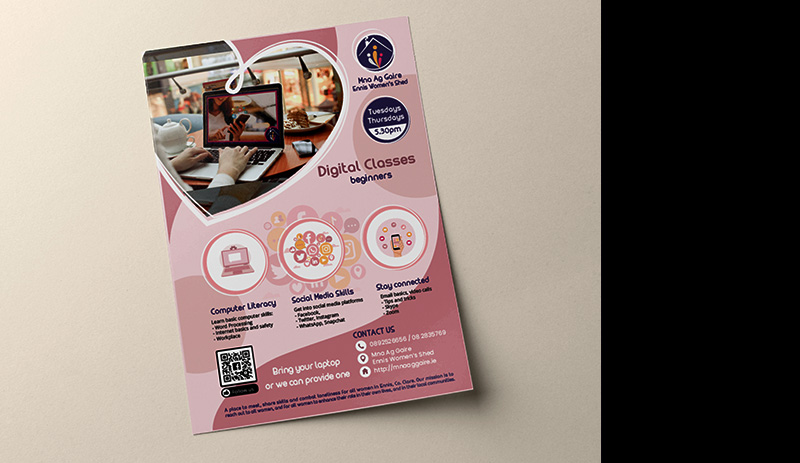 Mna Ag Gaire
Ennis Women's Shed
Tuesdays
Thursdays
5.30pm
Digital Classes
beginners
Computer Literacy
Learn basic computer skills:
- Word Processing
- Internet basics and safety
- Workplace
Social Media Skills
Get into social media platforms
- Facebook,
- Twitter, Instagram
- WhatsApp, Snapchat
Stay connected
Email basics, video calls
- Tips and tricks
- Skype
- Zoom
Bring your laptop
or we can provide one
CONTACT US
Mna Ag Gaire
Ennis Women's Shed
http://mnaaggaire.ie
A place to meet, share skills and combat loneliness for all women in Ennis, Co. Clare. Our mission is to
reach out to all women, and for all women to enhance their role in their own lives, and in their local communities.